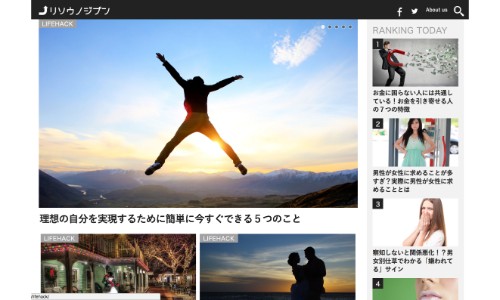 リソウノジブン
About us
LIFEHACK
理想の自分を実現するために簡単に今すぐできる５つのこと
LIFEHACK
LIFEHACK
RANKING TODAY
1
お金に困らない人には共通し
ている！お金を引き寄せる人
の７つの特徴
2
男性が女性に求めることが多
すぎ？実際に男性が女性に求
めることとは
3
察知しないと関係悪化！？男
女別仕草でわかる「嫌われて
る」サイン
4